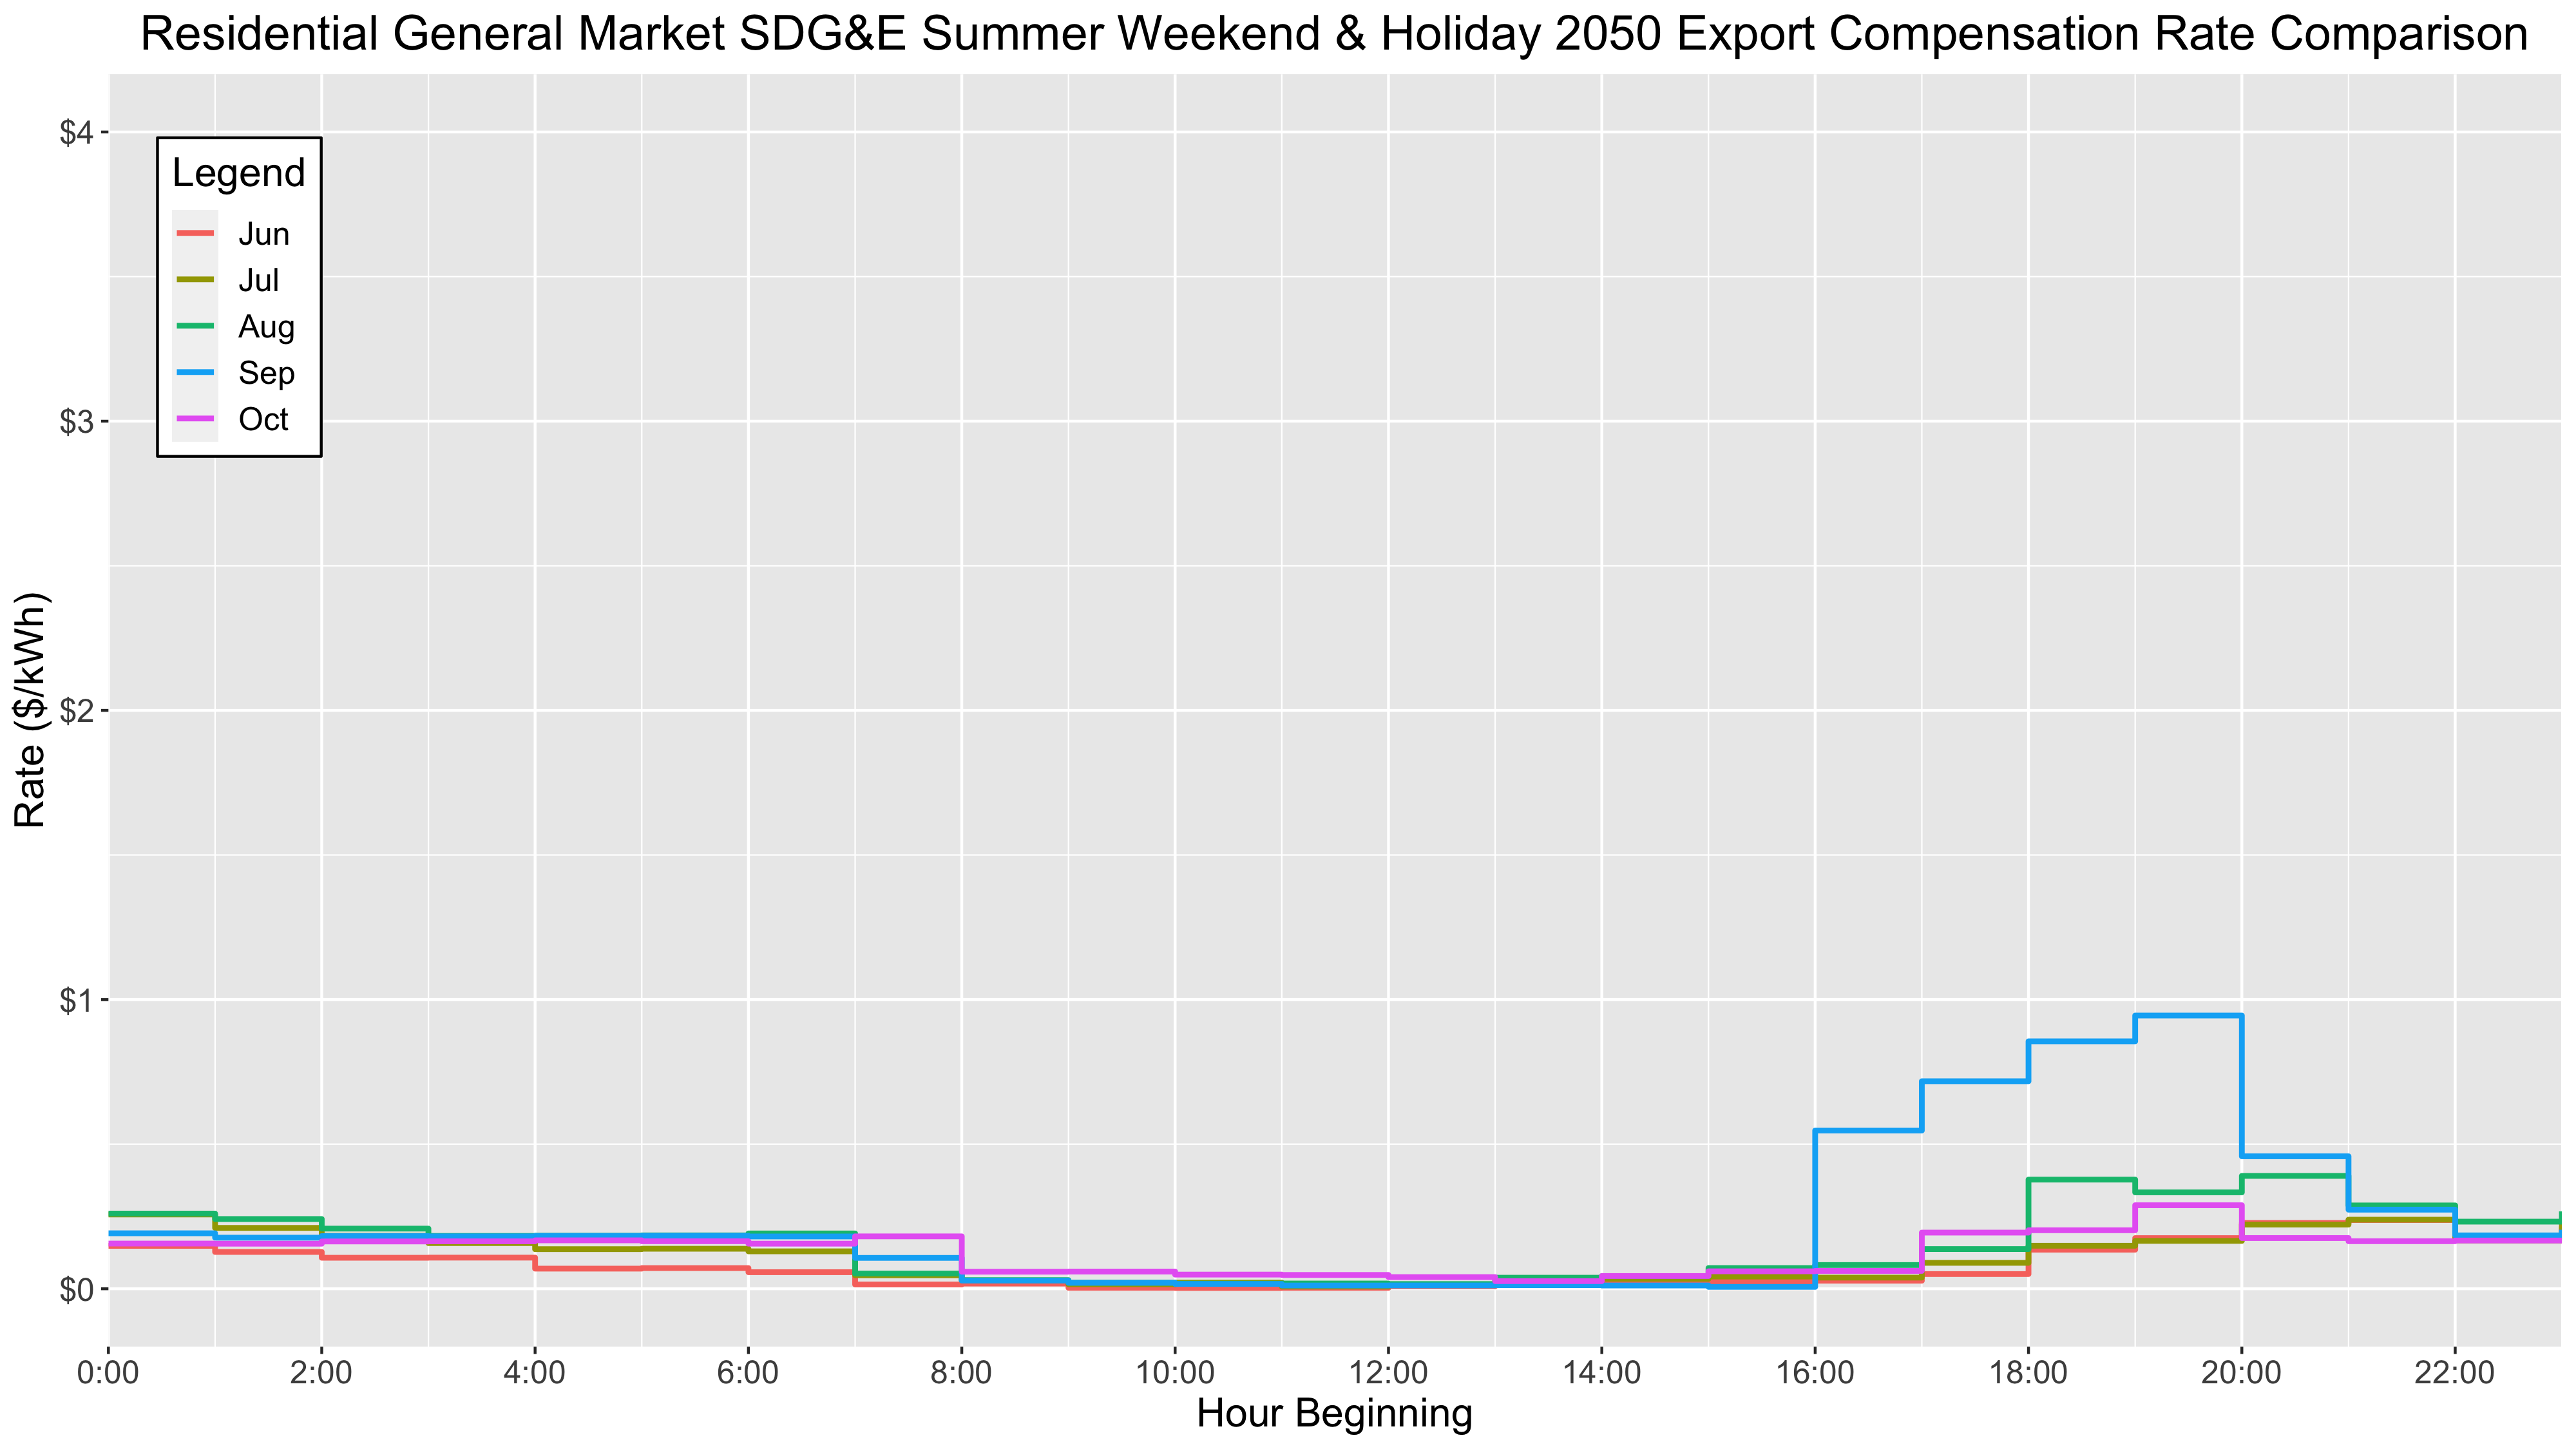 Residential General Market SDG&E Summer Weekend & Holiday 2050 Export Compensation Rate Comparison
Rate ($/kWh)
$4
$3
$2
$1
$0
Legend
Jun
Jul
Aug
Sep
Oct
0:00 2:00 4:00 6:00 8:00 10:00 12:00 14:00 16:00 18:00 20:00 22:00
Hour Beginning